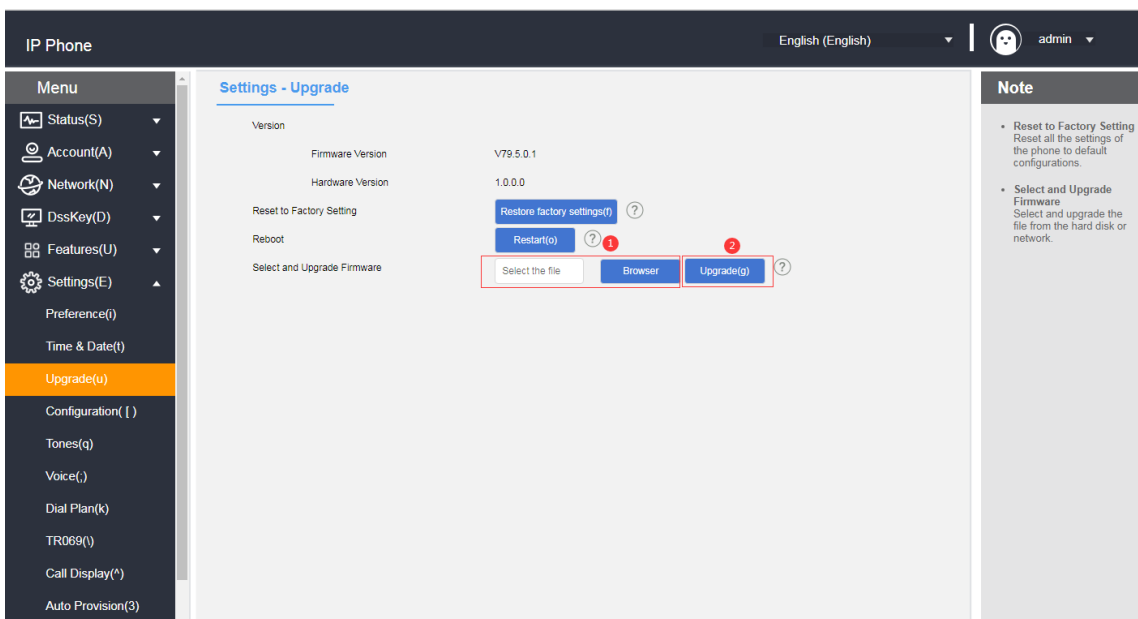 IP Phone
English (English)
admin
Menu
Status(S)
Account(A)
Network(N)
DssKey(D)
Features(U)
Settings(E)
Preference(i)
Time & Date(t)
Upgrade(u)
Configuration( [ )
Tones(q)
Voice(;)
Dial Plan(k)
TR069(\)
Call Display(^)
Auto Provision(3)
Settings - Upgrade
Version
Firmware Version V79.5.0.1
Hardware Version 1.0.0.0
Reset to Factory Setting Restore factory settings(f) ?
Reboot Restart(o) ? 1
2
Select and Upgrade Firmware Select the file Browser Upgrade(g) ?
Note
• Reset to Factory Setting
Reset all the settings of
the phone to default
configurations.
• Select and Upgrade
Firmware
Select and upgrade the
file from the hard disk or
network.